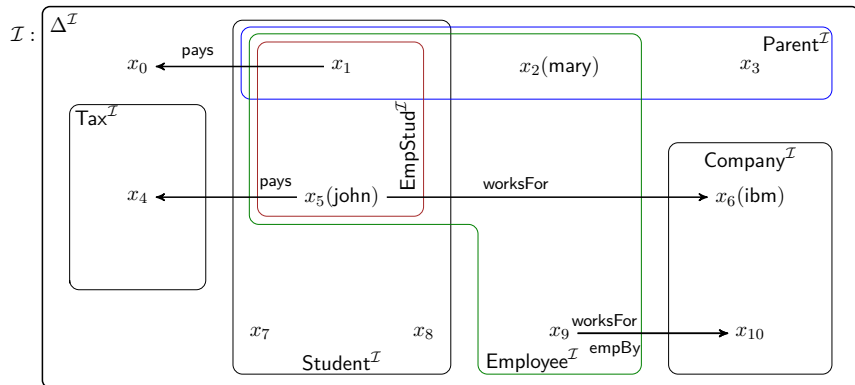 Δ^ℐ
ℐ :
Parent^ℐ
x₀ pays x₁ x₂(mary) x₃
Tax^ℐ
EmpStud^ℐ
Company^ℐ
x₄ pays x₅(john) worksFor x₆(ibm)
x₇ x₈ x₉ worksFor x₁₀
empBy
Student^ℐ Employee^ℐ